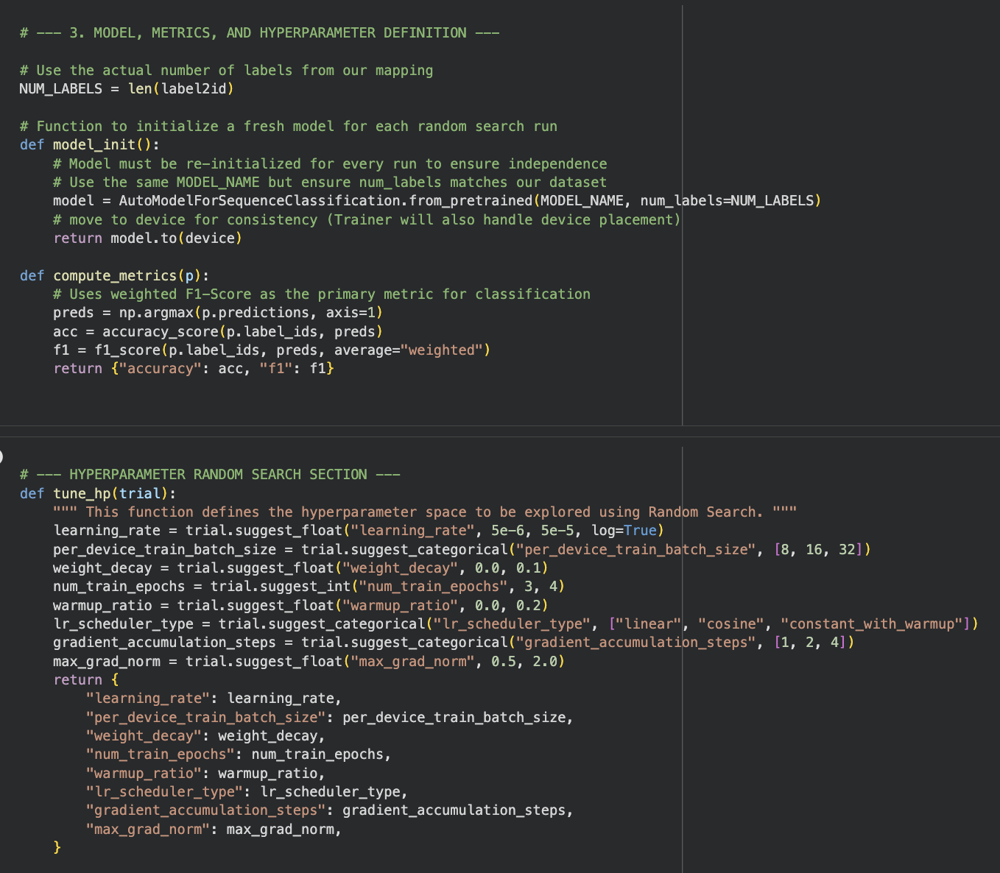 # --- 3. MODEL, METRICS, AND HYPERPARAMETER DEFINITION ---

# Use the actual number of labels from our mapping
NUM_LABELS = len(label2id)

# Function to initialize a fresh model for each random search run
def model_init():
    # Model must be re-initialized for every run to ensure independence
    # Use the same MODEL_NAME but ensure num_labels matches our dataset
    model = AutoModelForSequenceClassification.from_pretrained(MODEL_NAME, num_labels=NUM_LABELS)
    # move to device for consistency (Trainer will also handle device placement)
    return model.to(device)

def compute_metrics(p):
    # Uses weighted F1-Score as the primary metric for classification
    preds = np.argmax(p.predictions, axis=1)
    acc = accuracy_score(p.label_ids, preds)
    f1 = f1_score(p.label_ids, preds, average="weighted")
    return {"accuracy": acc, "f1": f1}

# --- HYPERPARAMETER RANDOM SEARCH SECTION ---
def tune_hp(trial):
    """ This function defines the hyperparameter space to be explored using Random Search. """
    learning_rate = trial.suggest_float("learning_rate", 5e-6, 5e-5, log=True)
    per_device_train_batch_size = trial.suggest_categorical("per_device_train_batch_size", [8, 16, 32])
    weight_decay = trial.suggest_float("weight_decay", 0.0, 0.1)
    num_train_epochs = trial.suggest_int("num_train_epochs", 3, 4)
    warmup_ratio = trial.suggest_float("warmup_ratio", 0.0, 0.2)
    lr_scheduler_type = trial.suggest_categorical("lr_scheduler_type", ["linear", "cosine", "constant_with_warmup"])
    gradient_accumulation_steps = trial.suggest_categorical("gradient_accumulation_steps", [1, 2, 4])
    max_grad_norm = trial.suggest_float("max_grad_norm", 0.5, 2.0)
    return {
        "learning_rate": learning_rate,
        "per_device_train_batch_size": per_device_train_batch_size,
        "weight_decay": weight_decay,
        "num_train_epochs": num_train_epochs,
        "warmup_ratio": warmup_ratio,
        "lr_scheduler_type": lr_scheduler_type,
        "gradient_accumulation_steps": gradient_accumulation_steps,
        "max_grad_norm": max_grad_norm,
    }